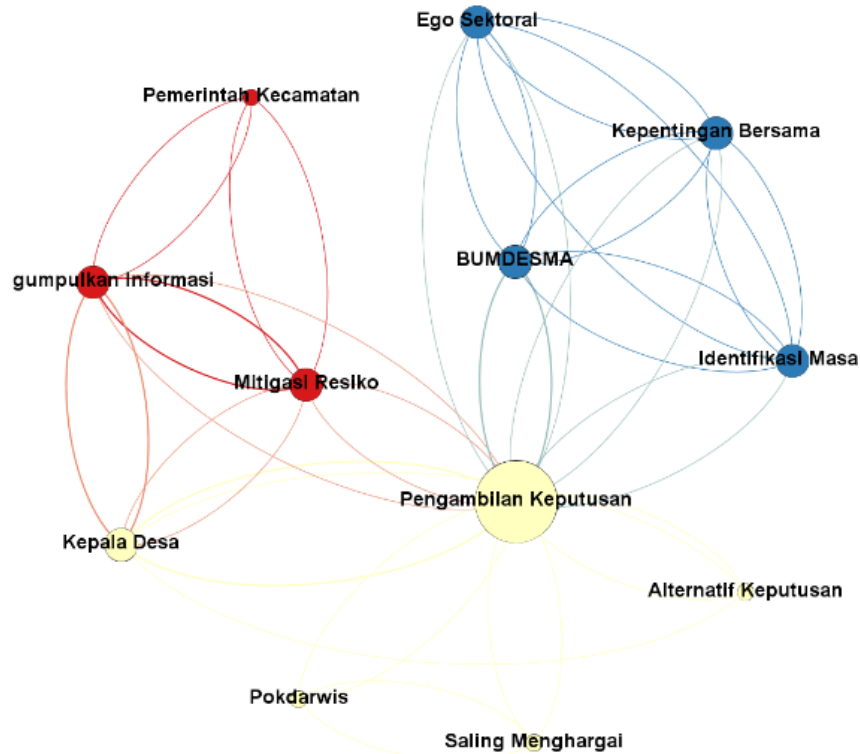 Ego Sektoral
Pemerintah Kecamatan
Kepentingan Bersama
BUMDESMA
gumpulkan Informasi
Identifikasi Masa
Mitigasi Resiko
Pengambilan Keputusan
Kepala Desa
Alternatif Keputusan
Pokdarwis
Saling Menghargai